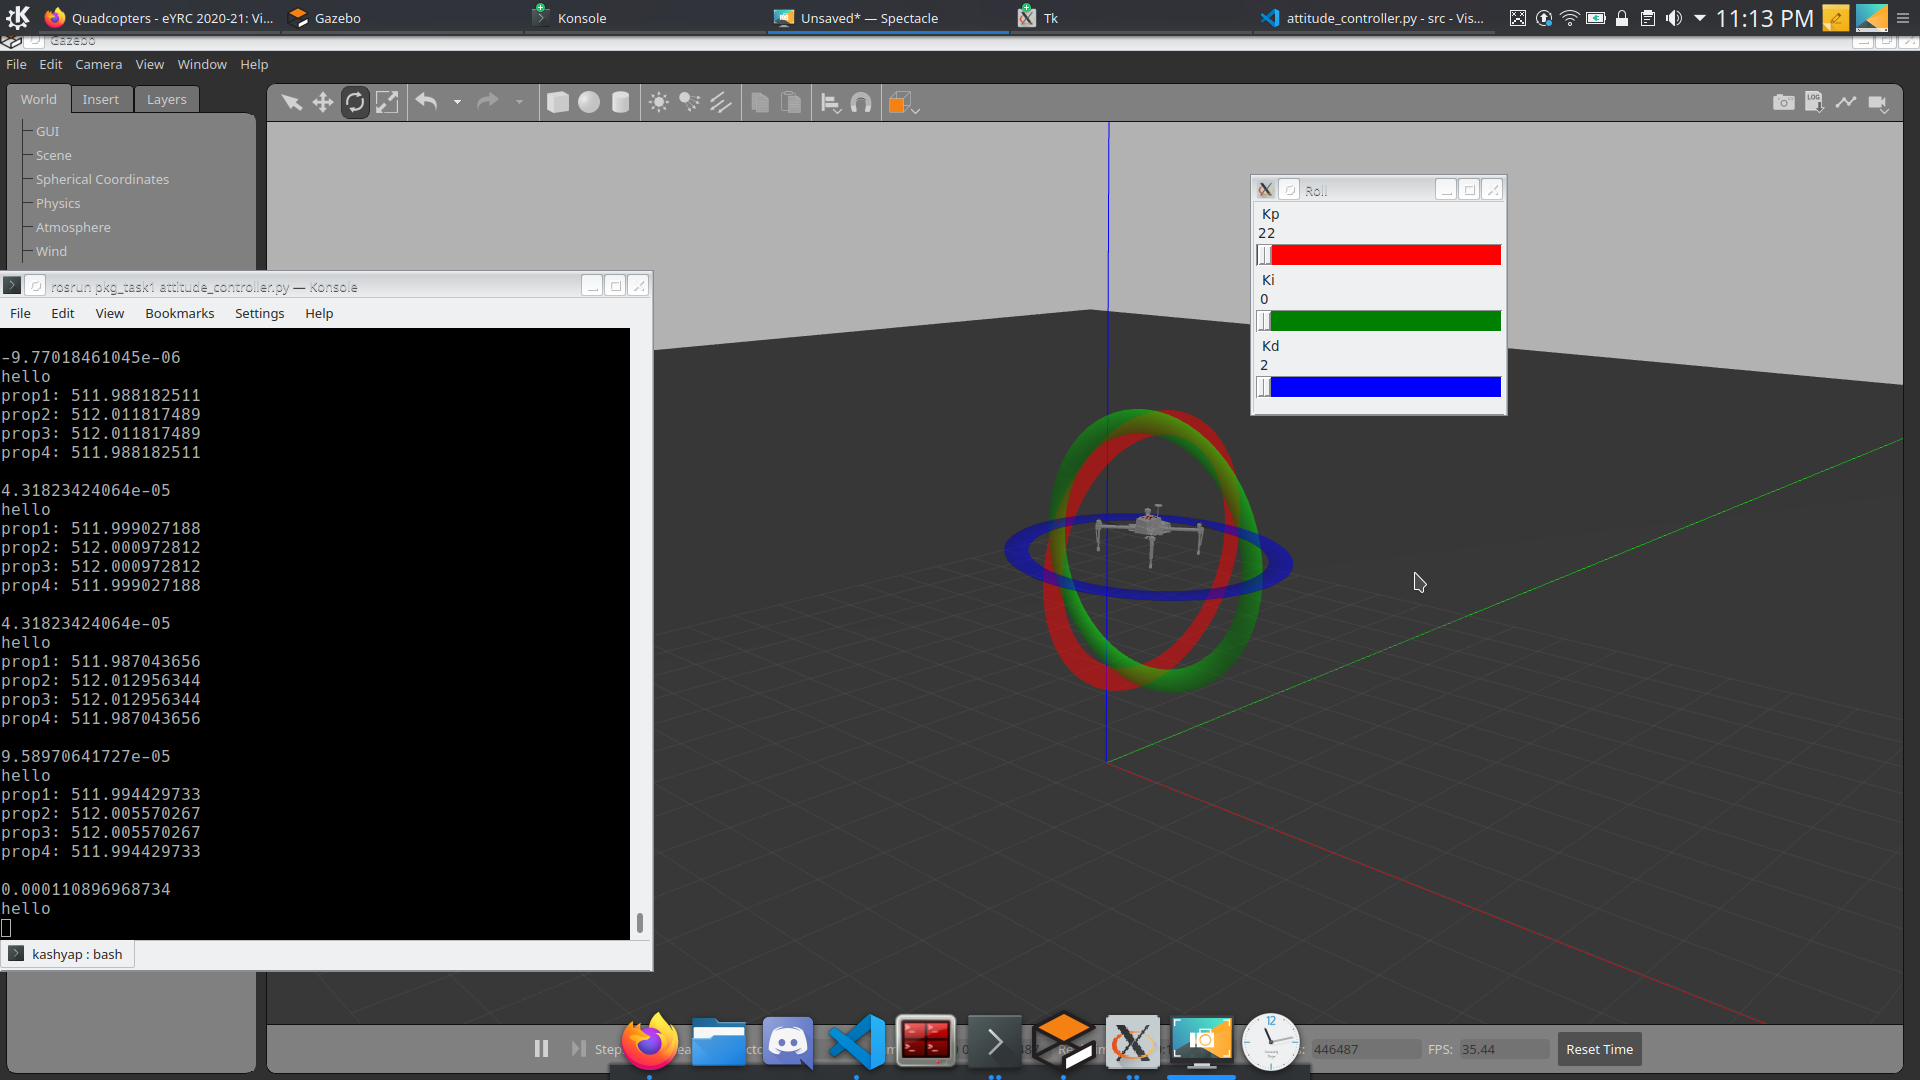 Quadcopters - eYRC 2020-21: Vi...
Gazebo
Konsole
Unsaved* — Spectacle
Tk
attitude_controller.py - src - Vis...
11:13 PM
Gazebo
File Edit Camera View Window Help
World Insert Layers
GUI
Scene
Spherical Coordinates
Physics
Atmosphere
Wind
LOG
Roll
Kp
22
Ki
0
Kd
2
rosrun pkg_task1 attitude_controller.py — Konsole
File Edit View Bookmarks Settings Help
-9.77018461045e-06
hello
prop1: 511.988182511
prop2: 512.011817489
prop3: 512.011817489
prop4: 511.988182511
4.31823424064e-05
hello
prop1: 511.999027188
prop2: 512.000972812
prop3: 512.000972812
prop4: 511.999027188
4.31823424064e-05
hello
prop1: 511.987043656
prop2: 512.012956344
prop3: 512.012956344
prop4: 511.987043656
9.58970641727e-05
hello
prop1: 511.994429733
prop2: 512.005570267
prop3: 512.005570267
prop4: 511.994429733
0.000110896968734
hello
kashyap : bash
12
446487 FPS: 35.44 Reset Time